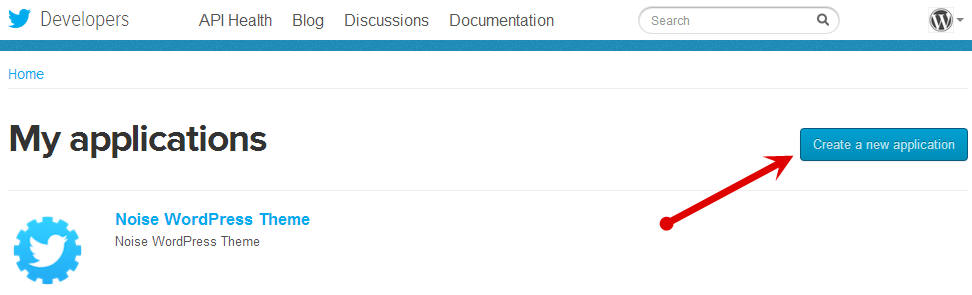 Developers API Health Blog Discussions Documentation Search
Home
My applications
Create a new application
Noise WordPress Theme
Noise WordPress Theme